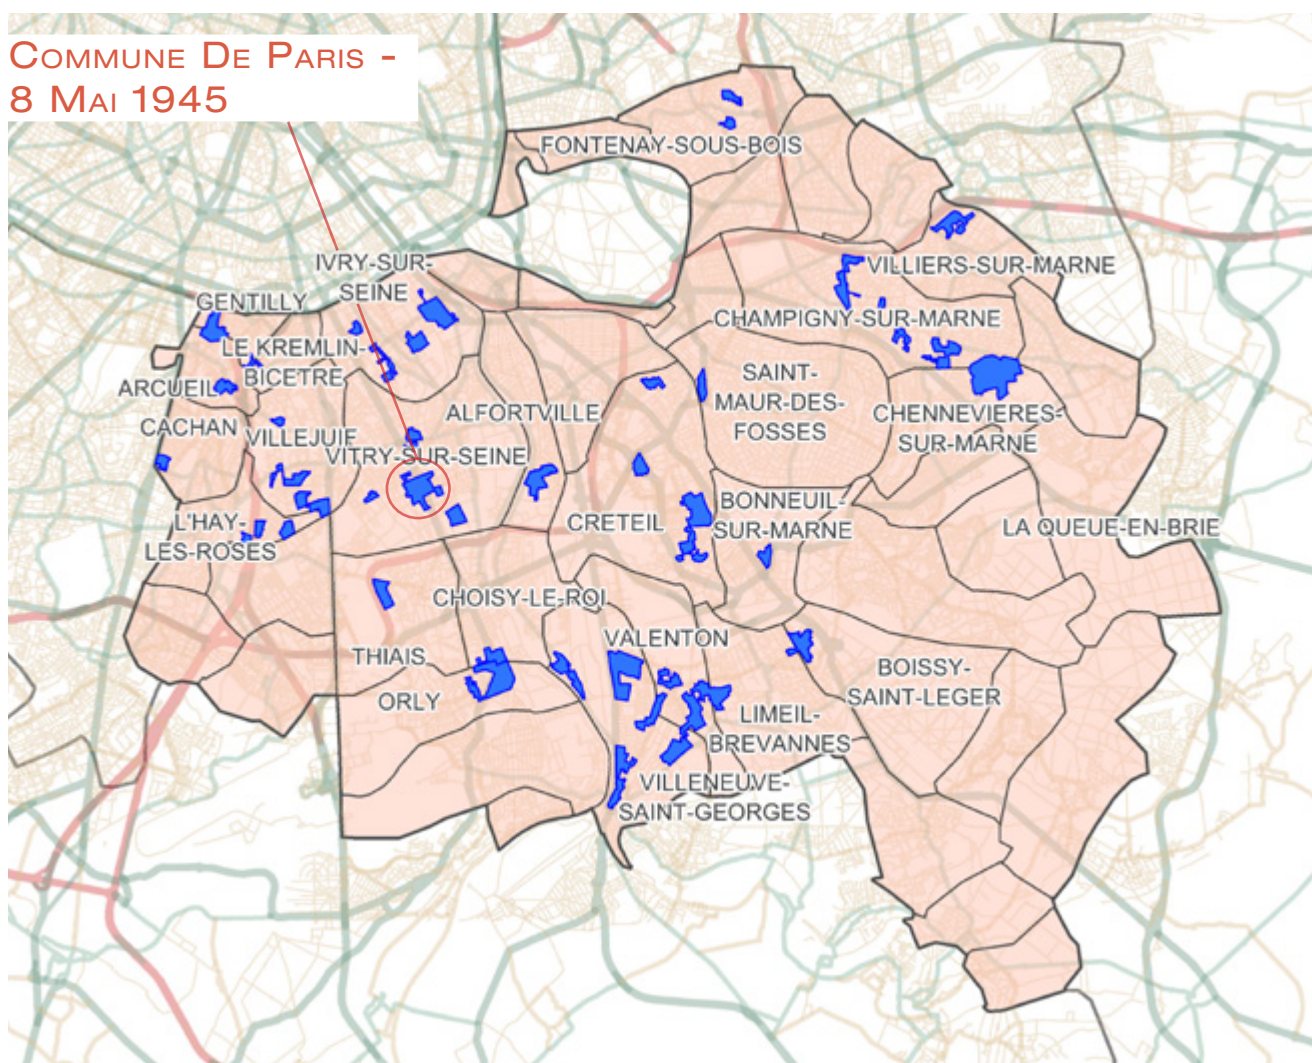 Commune De Paris -
8 Mai 1945
FONTENAY-SOUS-BOIS
IVRY-SUR-
SEINE
VILLIERS-SUR-MARNE
GENTILLY
CHAMPIGNY-SUR-MARNE
LE KREMLIN-
BICETRE
ARCUEIL
SAINT-
MAUR-DES-
FOSSES
ALFORTVILLE
CHENNEVIERES-
SUR-MARNE
CACHAN
VILLEJUIF
VITRY-SUR-SEINE
L'HAY-
LES-ROSES
CRETEIL
BONNEUIL-
SUR-MARNE
LA QUEUE-EN-BRIE
CHOISY-LE-ROI
VALENTON
THIAIS
BOISSY-
SAINT-LEGER
ORLY
LIMEIL-
BREVANNES
VILLENEUVE-
SAINT-GEORGES